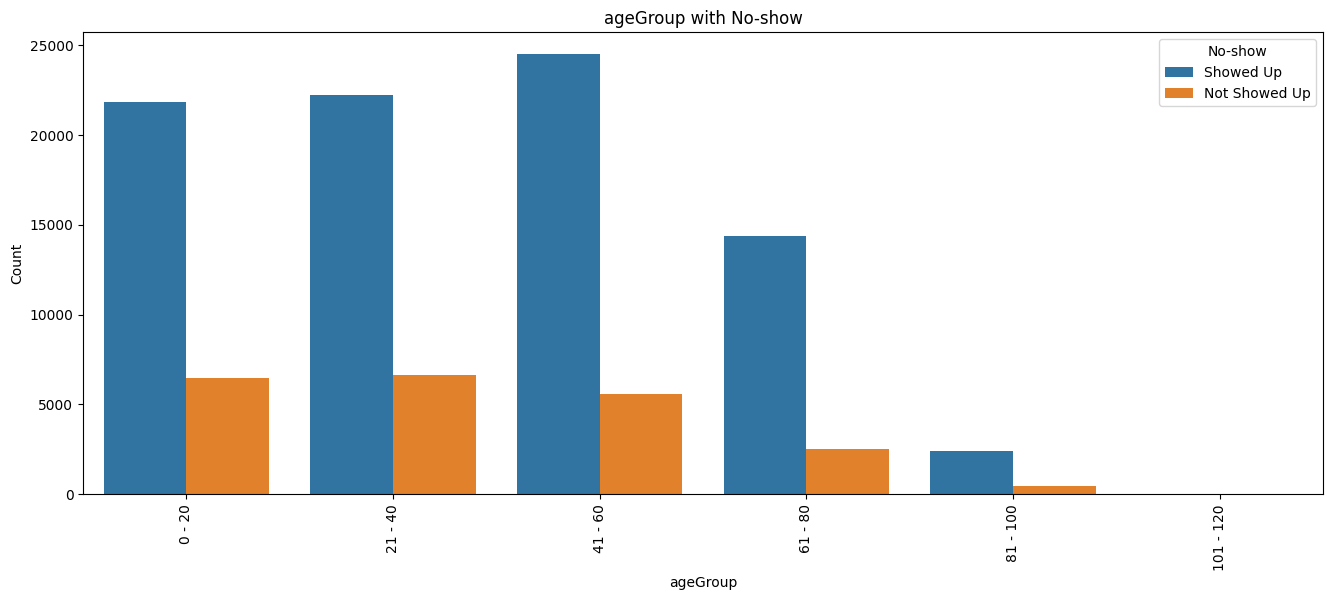 ageGroup with No-show
No-show
Showed Up
Not Showed Up
25000
20000
15000
10000
5000
0
Count
0 - 20
21 - 40
41 - 60
61 - 80
81 - 100
101 - 120
ageGroup